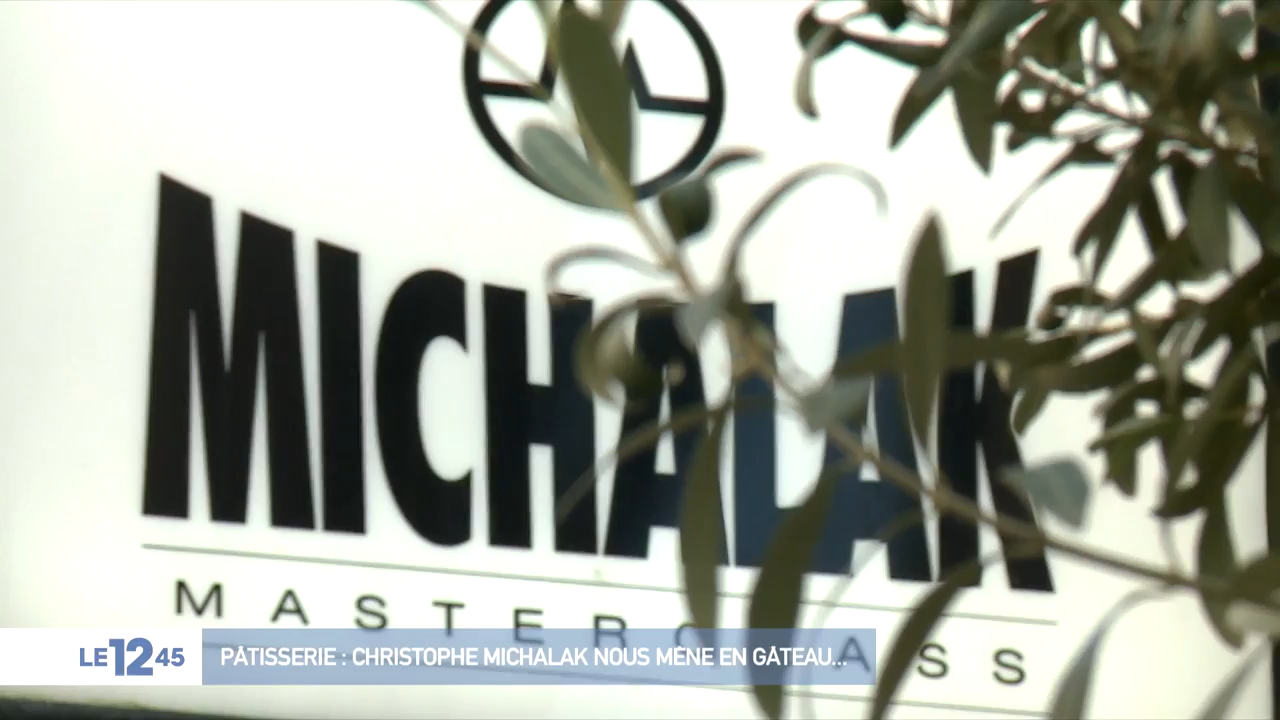 MICHALAK
MASTERCLASS
LE 12 45
PÂTISSERIE : CHRISTOPHE MICHALAK NOUS MÈNE EN GÂTEAU...